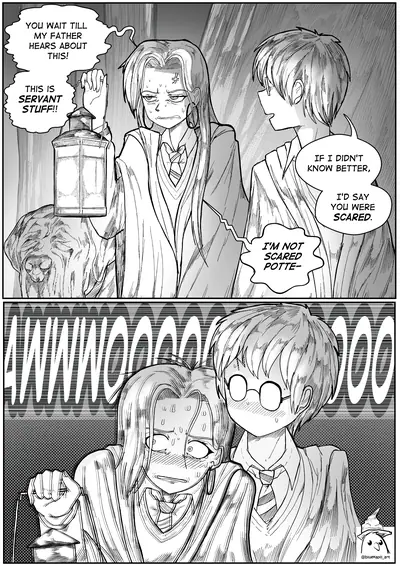 YOU WAIT TILL
MY FATHER
HEARS ABOUT
THIS!
THIS IS
SERVANT
STUFF!!
IF I DIDN'T
KNOW BETTER,
I'D SAY
YOU WERE
SCARED.
I'M NOT
SCARED
POTTE-
AWWWOOOOOOOO